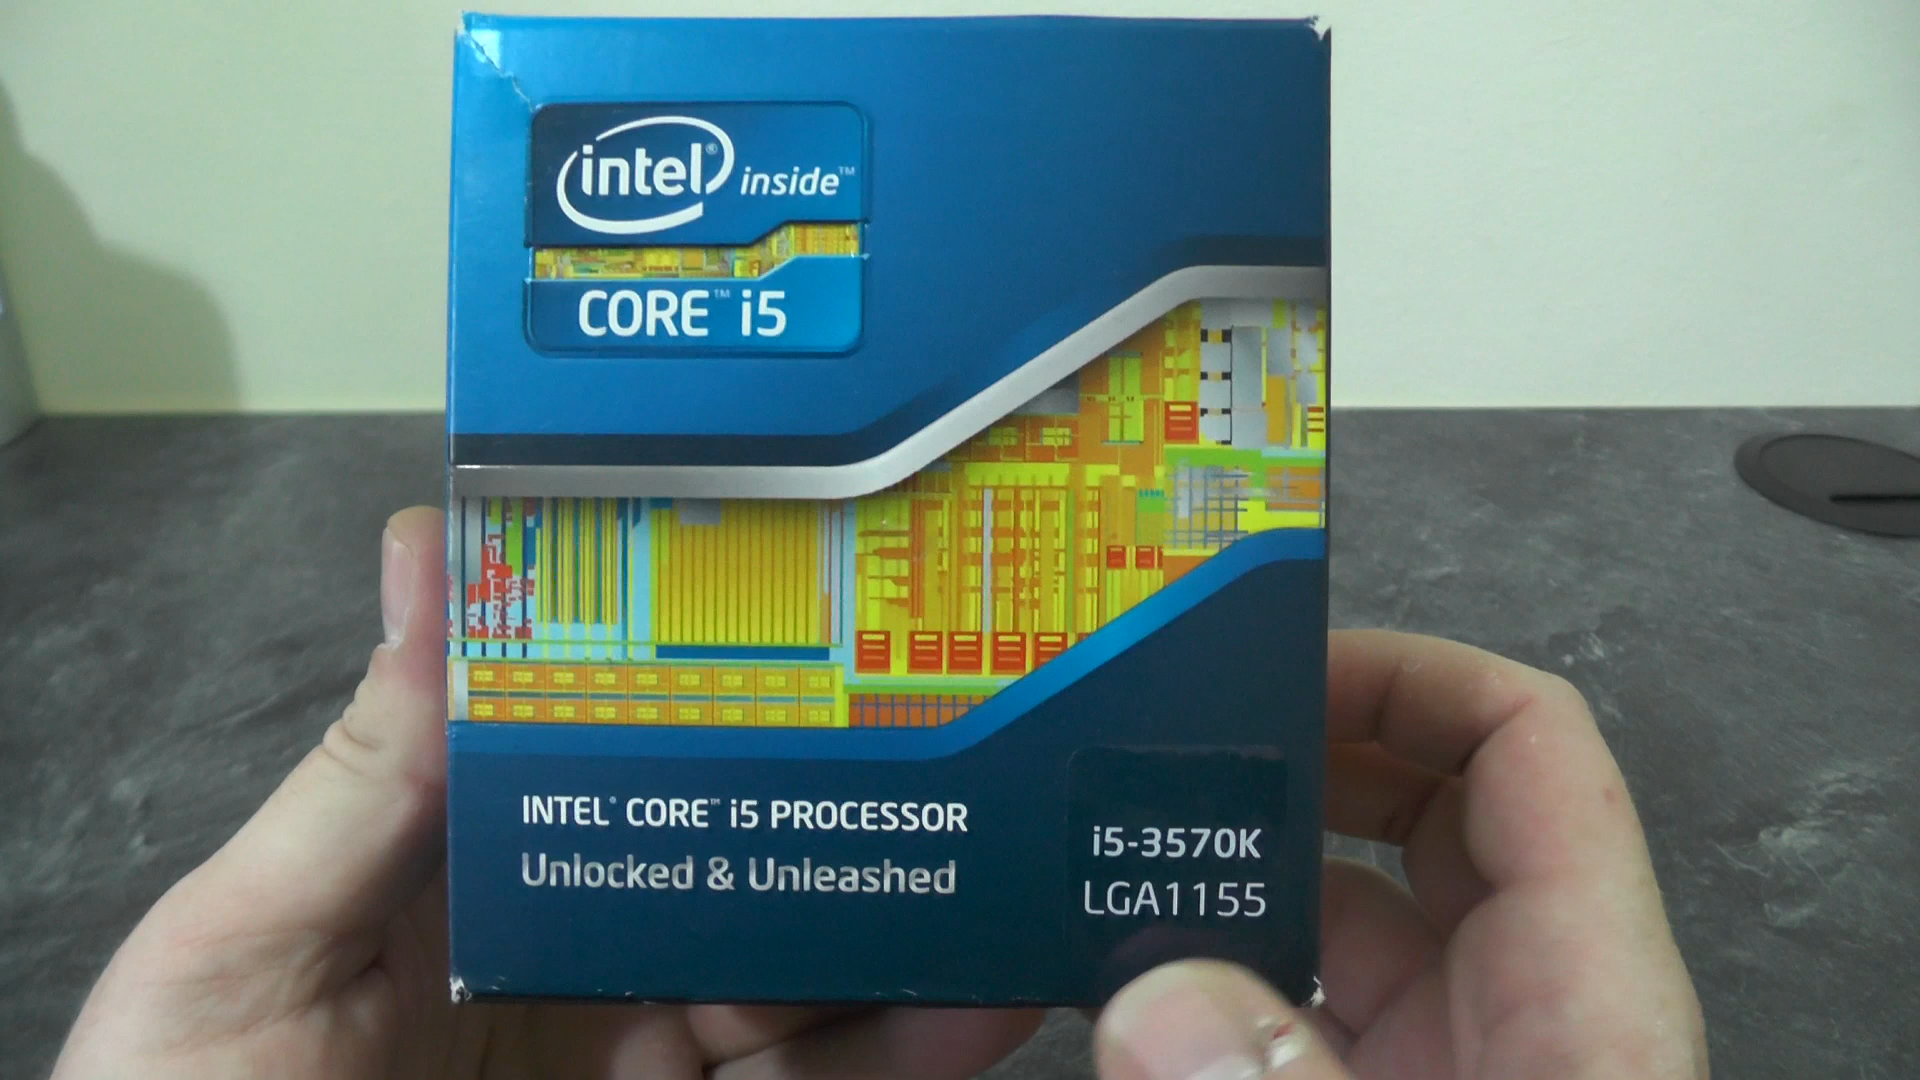 intel® inside™
CORE™ i5
INTEL® CORE™ i5 PROCESSOR
Unlocked & Unleashed
i5-3570K
LGA1155